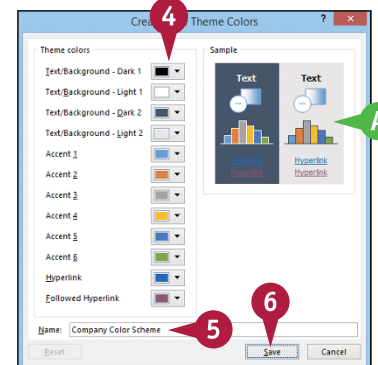 Crea 4 Theme Colors ? ×
Theme colors
Sample
Text/Background - Dark 1
Text/Background - Light 1
Text/Background - Dark 2
Text/Background - Light 2
Accent 1
Accent 2
Accent 3
Accent 4
Accent 5
Accent 6
Hyperlink
Followed Hyperlink
Text Text
Hyperlink Hyperlink
Hyperlink Hyperlink
A
Name: Company Color Scheme 5
6
Reset Save Cancel